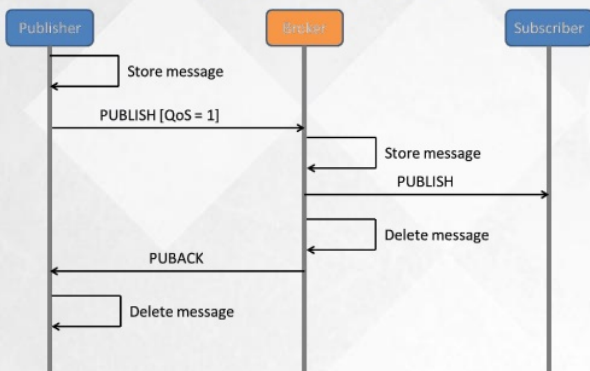 Publisher
Broker
Subscriber
Store message
PUBLISH [QoS = 1]
Store message
PUBLISH
Delete message
PUBACK
Delete message